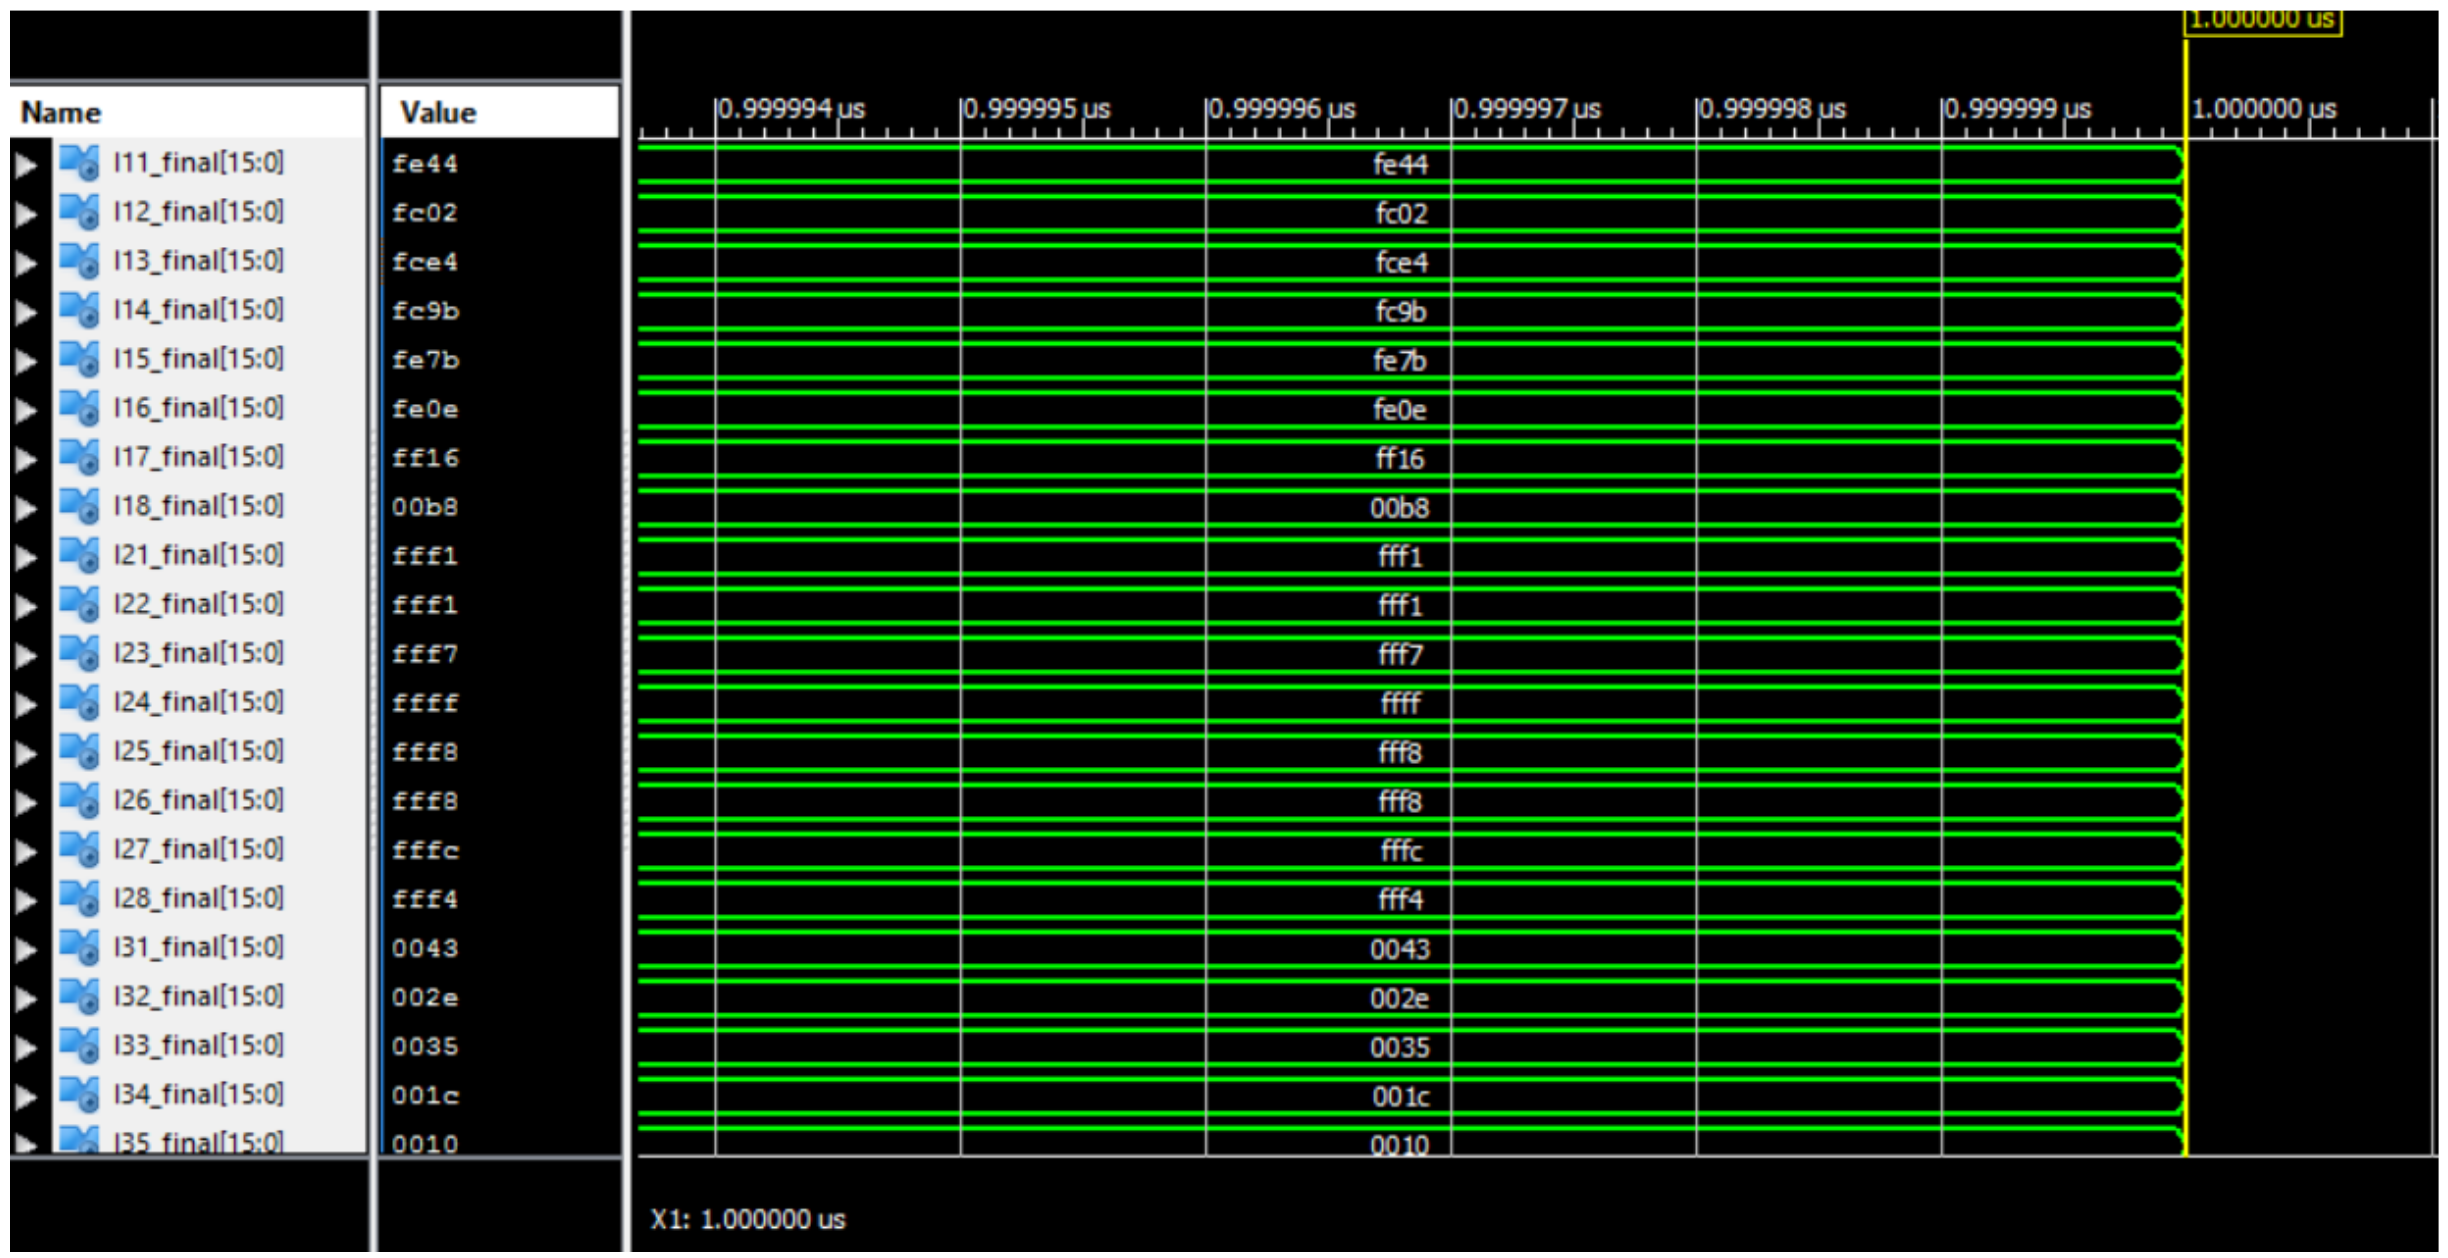 1.000000 us
Name Value 0.999994 us 0.999995 us 0.999996 us 0.999997 us 0.999998 us 0.999999 us 1.000000 us
I11_final[15:0] fe44 fe44
I12_final[15:0] fc02 fc02
I13_final[15:0] fce4 fce4
I14_final[15:0] fc9b fc9b
I15_final[15:0] fe7b fe7b
I16_final[15:0] fe0e fe0e
I17_final[15:0] ff16 ff16
I18_final[15:0] 00b8 00b8
I21_final[15:0] fff1 fff1
I22_final[15:0] fff1 fff1
I23_final[15:0] fff7 fff7
I24_final[15:0] ffff ffff
I25_final[15:0] fff8 fff8
I26_final[15:0] fff8 fff8
I27_final[15:0] fffc fffc
I28_final[15:0] fff4 fff4
I31_final[15:0] 0043 0043
I32_final[15:0] 002e 002e
I33_final[15:0] 0035 0035
I34_final[15:0] 001c 001c
I35_final[15:0] 0010 0010
X1: 1.000000 us